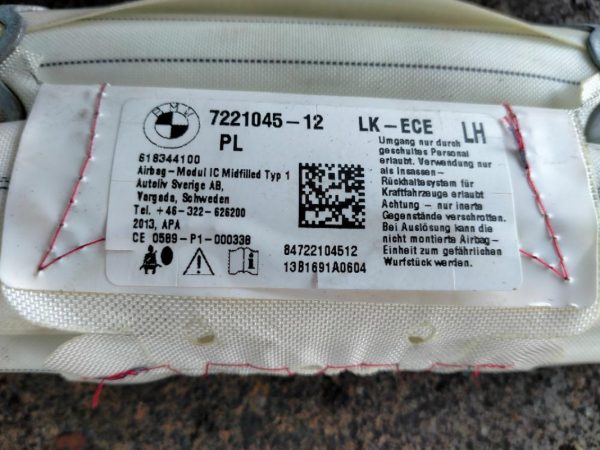 BMW
7221045-12 LK-ECE LH
PL
618344100
Airbag-Modul IC Midfilled Typ 1
Autoliv Sverige AB,
Vargada, Schweden
Tel. +46-322-626200
2013, APA
CE 0589-P1-000338
84722104512
13B1691A0604
Umgang nur durch
geschultes Personal
erlaubt. Verwendung nur
als Insassen-
Rückhaltesystem für
Kraftfahrzeuge erlaubt
Achtung - nur inerte
Gegenstände verschrotten.
Bei Auslösung kann die
nicht montierte Airbag-
Einheit zum gefährlichen
Wurfstück werden.